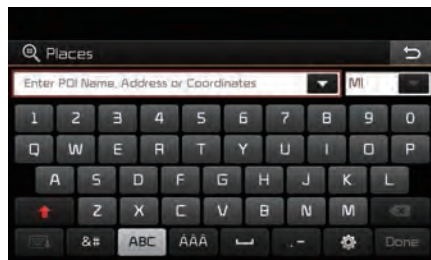 Places
Enter POI Name, Address or Coordinates MI
1 2 3 4 5 6 7 8 9 0
Q W E R T Y U I O P
A S D F G H J K L
Z X C V B N M
&# ABC ÀÂÄ .- Done